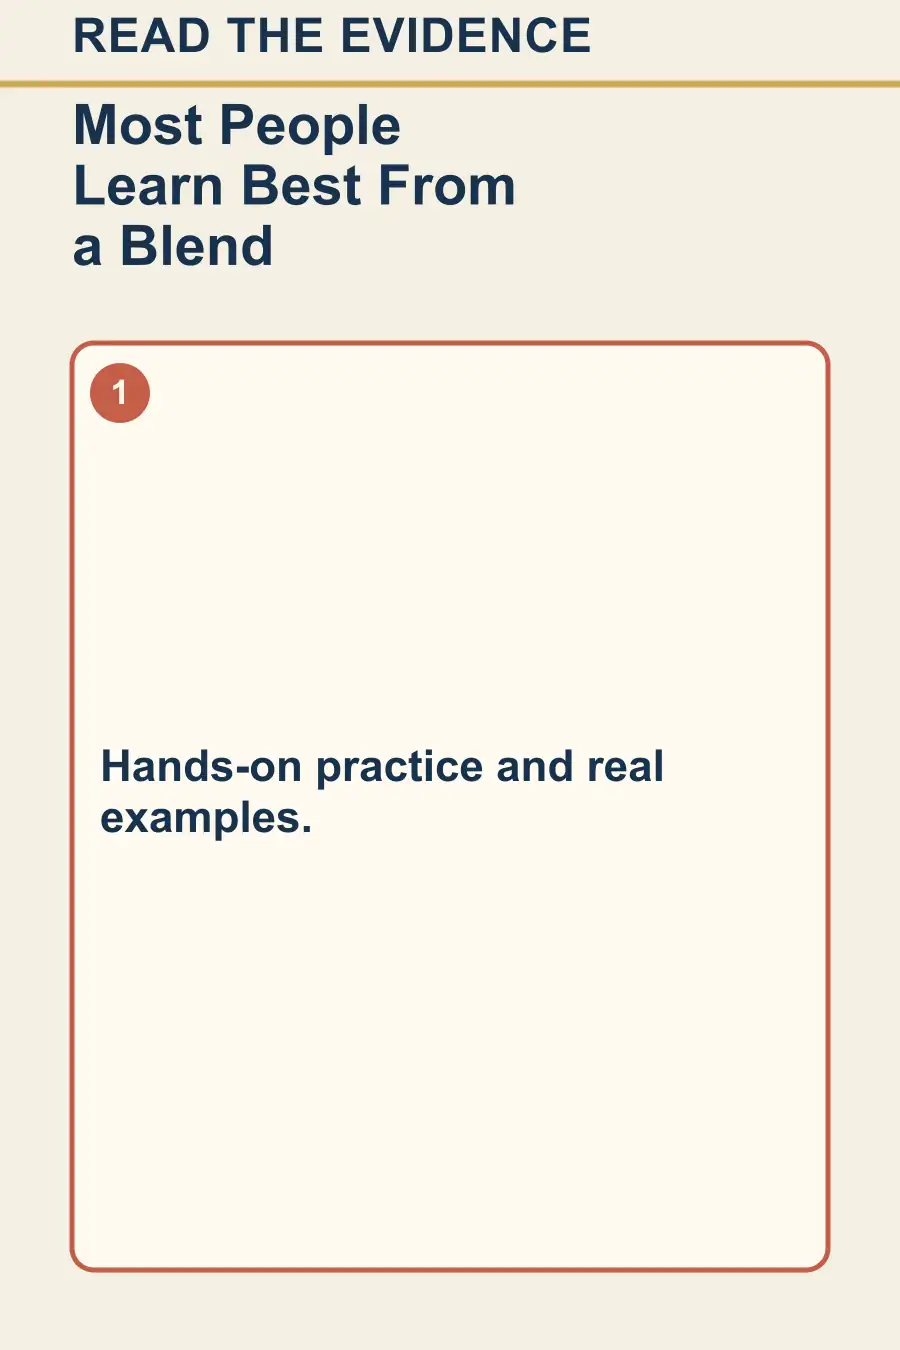 READ THE EVIDENCE
Most People
Learn Best From
a Blend
1
Hands-on practice and real
examples.